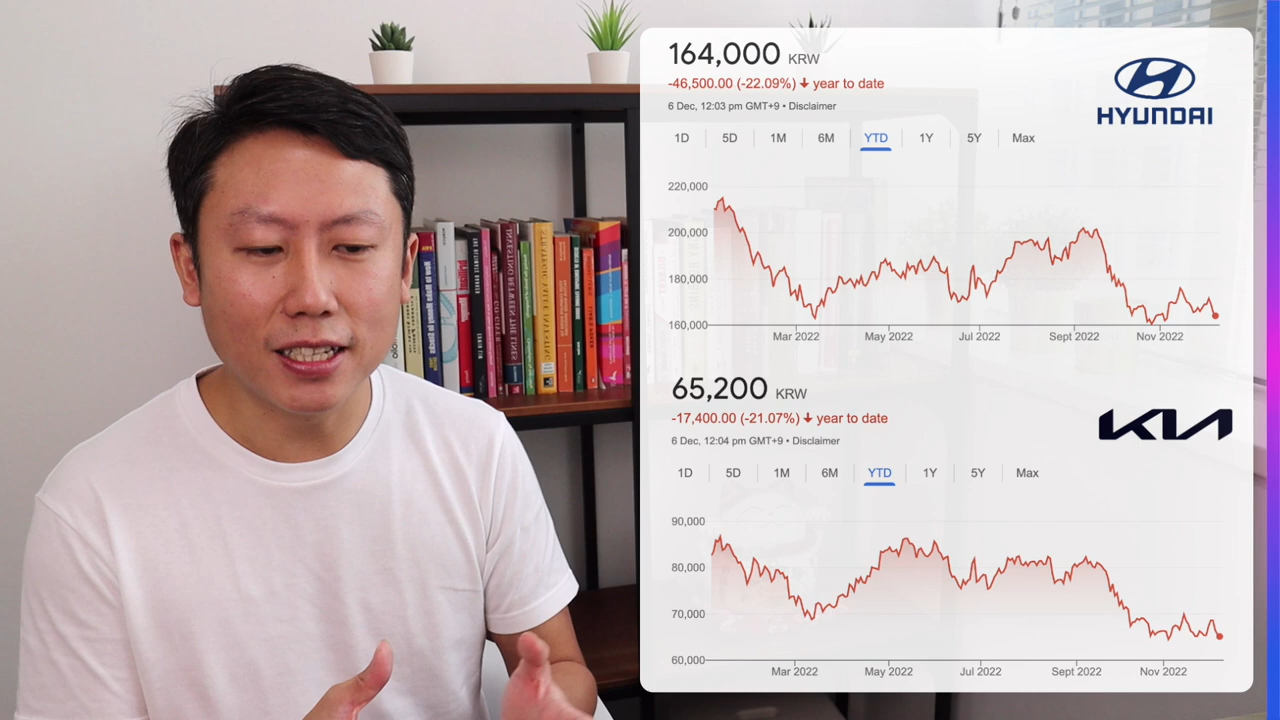 164,000 KRW
-46,500.00 (-22.09%) ↓ year to date
6 Dec, 12:03 pm GMT+9 • Disclaimer
HYUNDAI
1D 5D 1M 6M YTD 1Y 5Y Max
220,000
200,000
180,000
160,000
Mar 2022 May 2022 Jul 2022 Sept 2022 Nov 2022
65,200 KRW
-17,400.00 (-21.07%) ↓ year to date
6 Dec, 12:04 pm GMT+9 • Disclaimer
KIA
1D 5D 1M 6M YTD 1Y 5Y Max
90,000
80,000
70,000
60,000
Mar 2022 May 2022 Jul 2022 Sept 2022 Nov 2022
INVESTING BETWEEN THE LINES